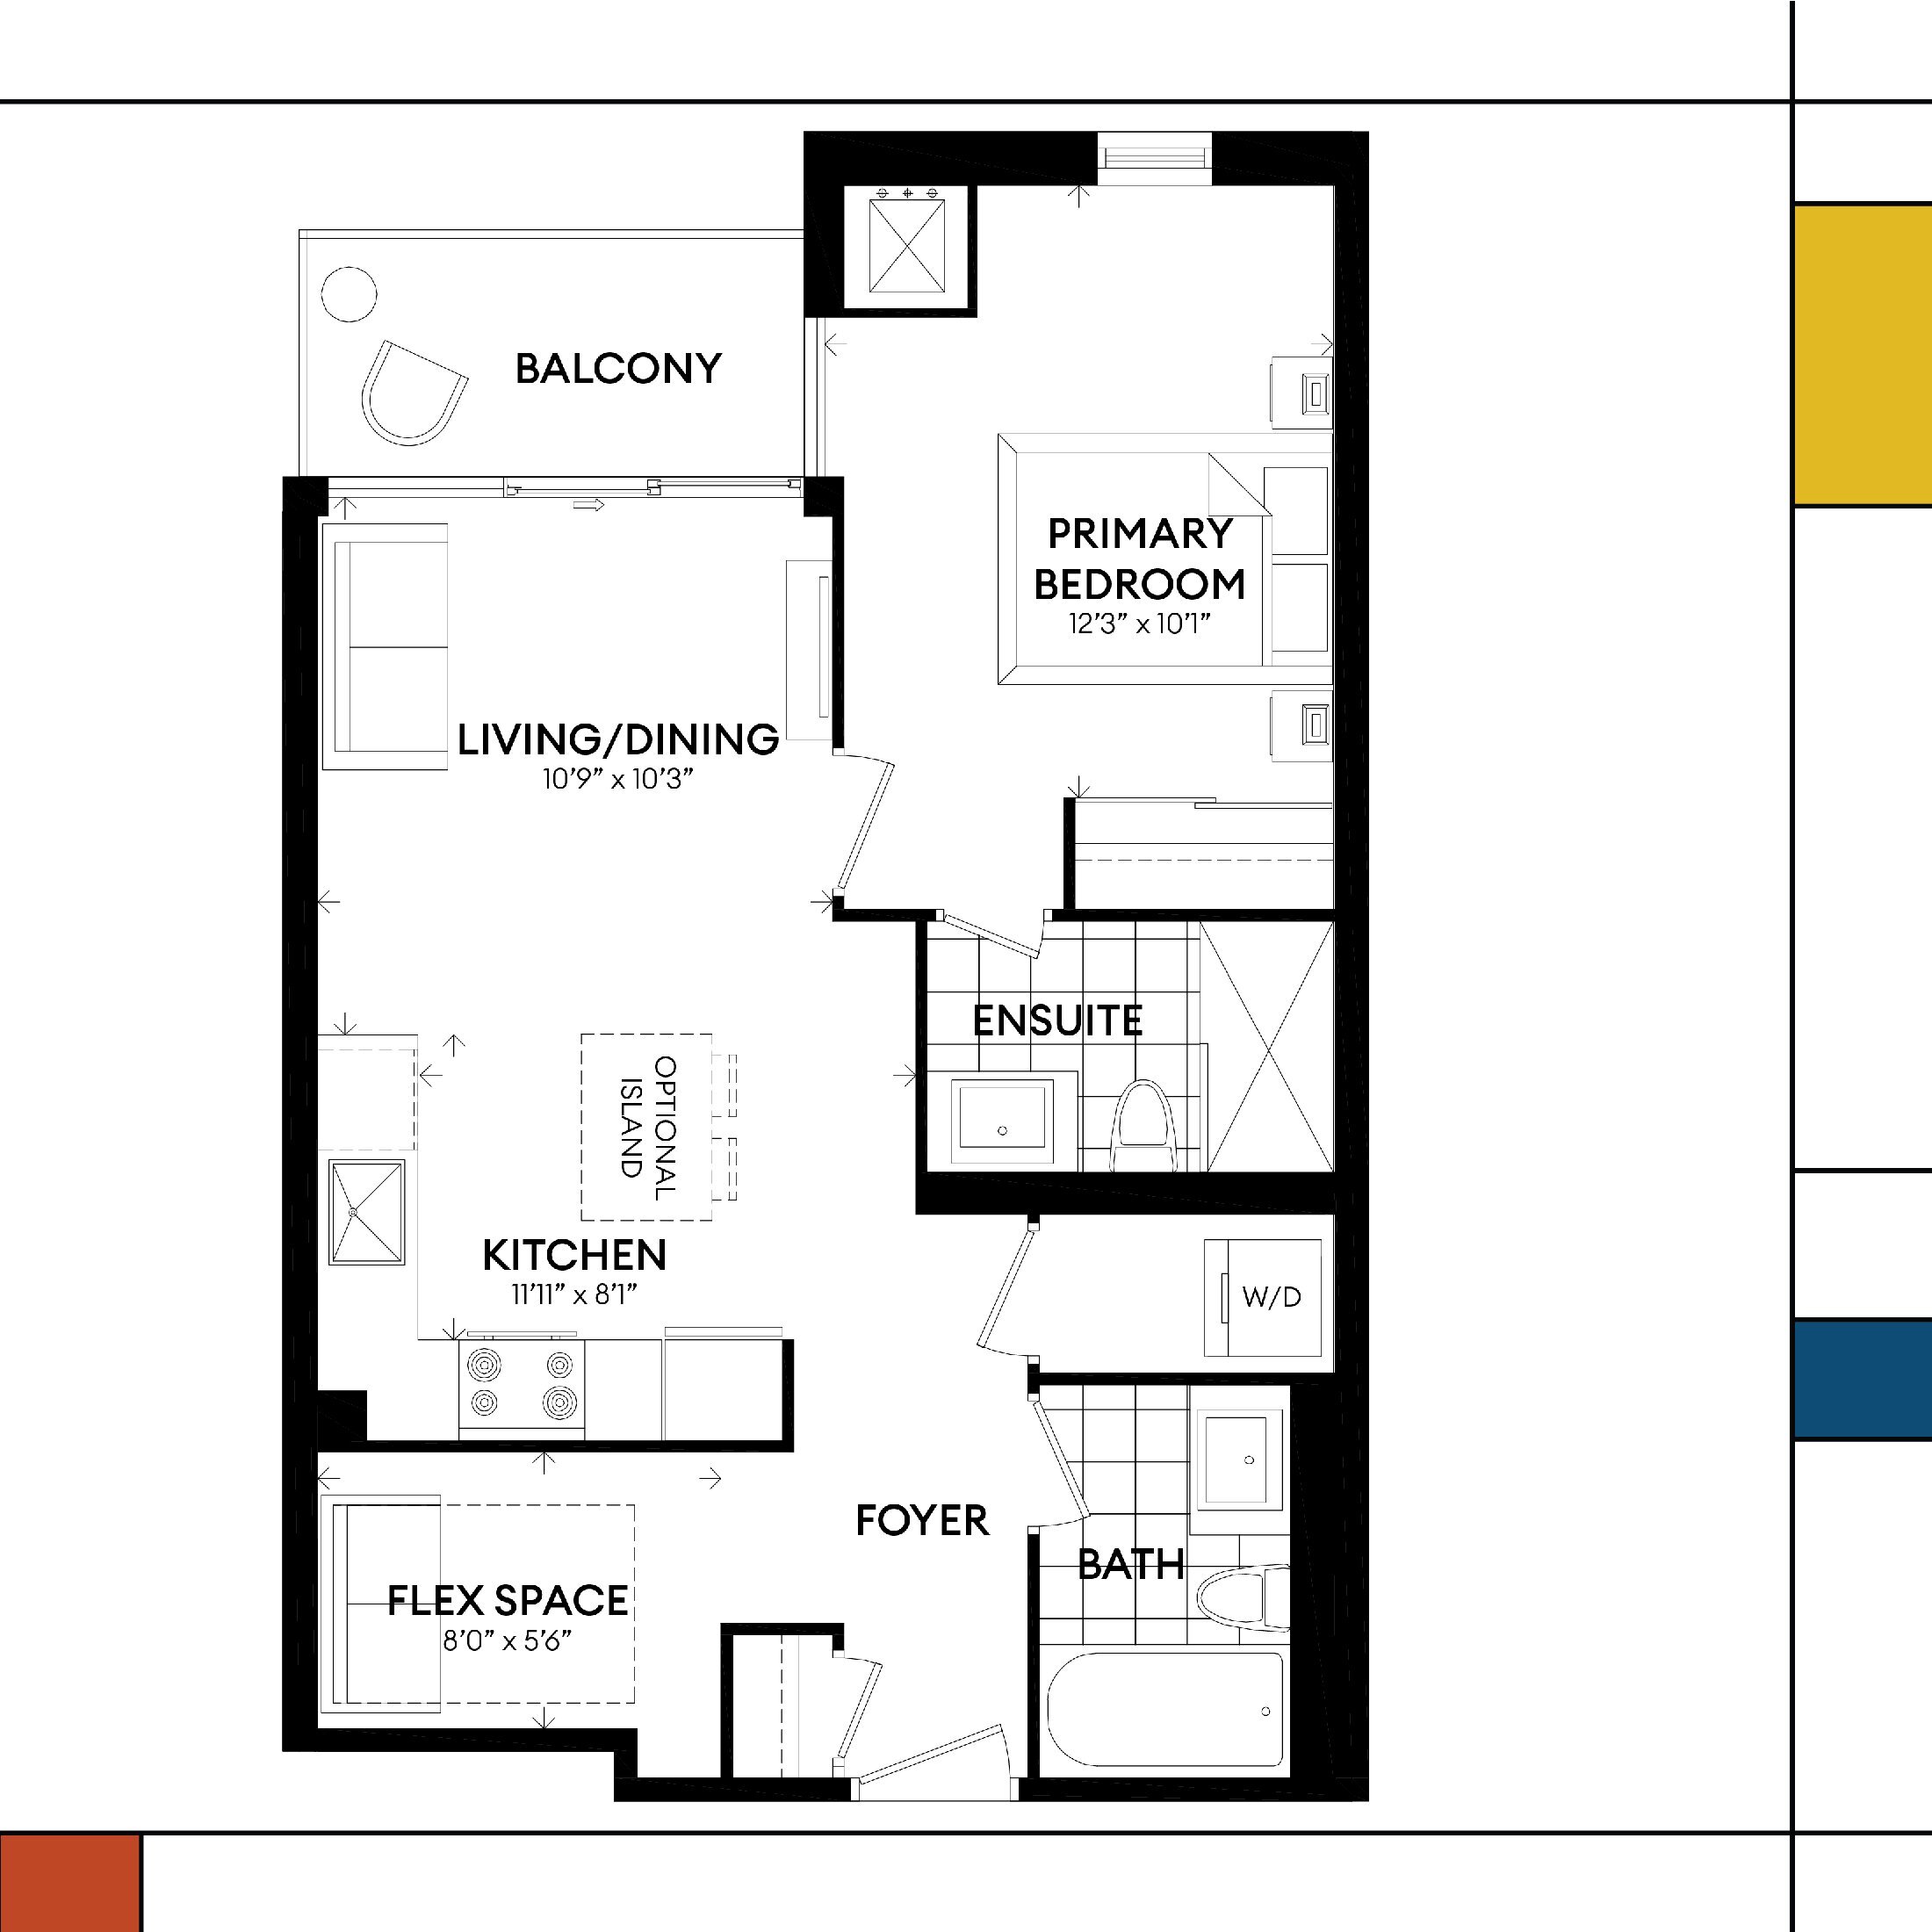 BALCONY
PRIMARY
BEDROOM
12’3” x 10’1”
LIVING/DINING
10’9” x 10’3”
ENSUITE
OPTIONAL
ISLAND
KITCHEN
11’11” x 8’1”
W/D
FOYER
BATH
FLEX SPACE
8’0” x 5’6”